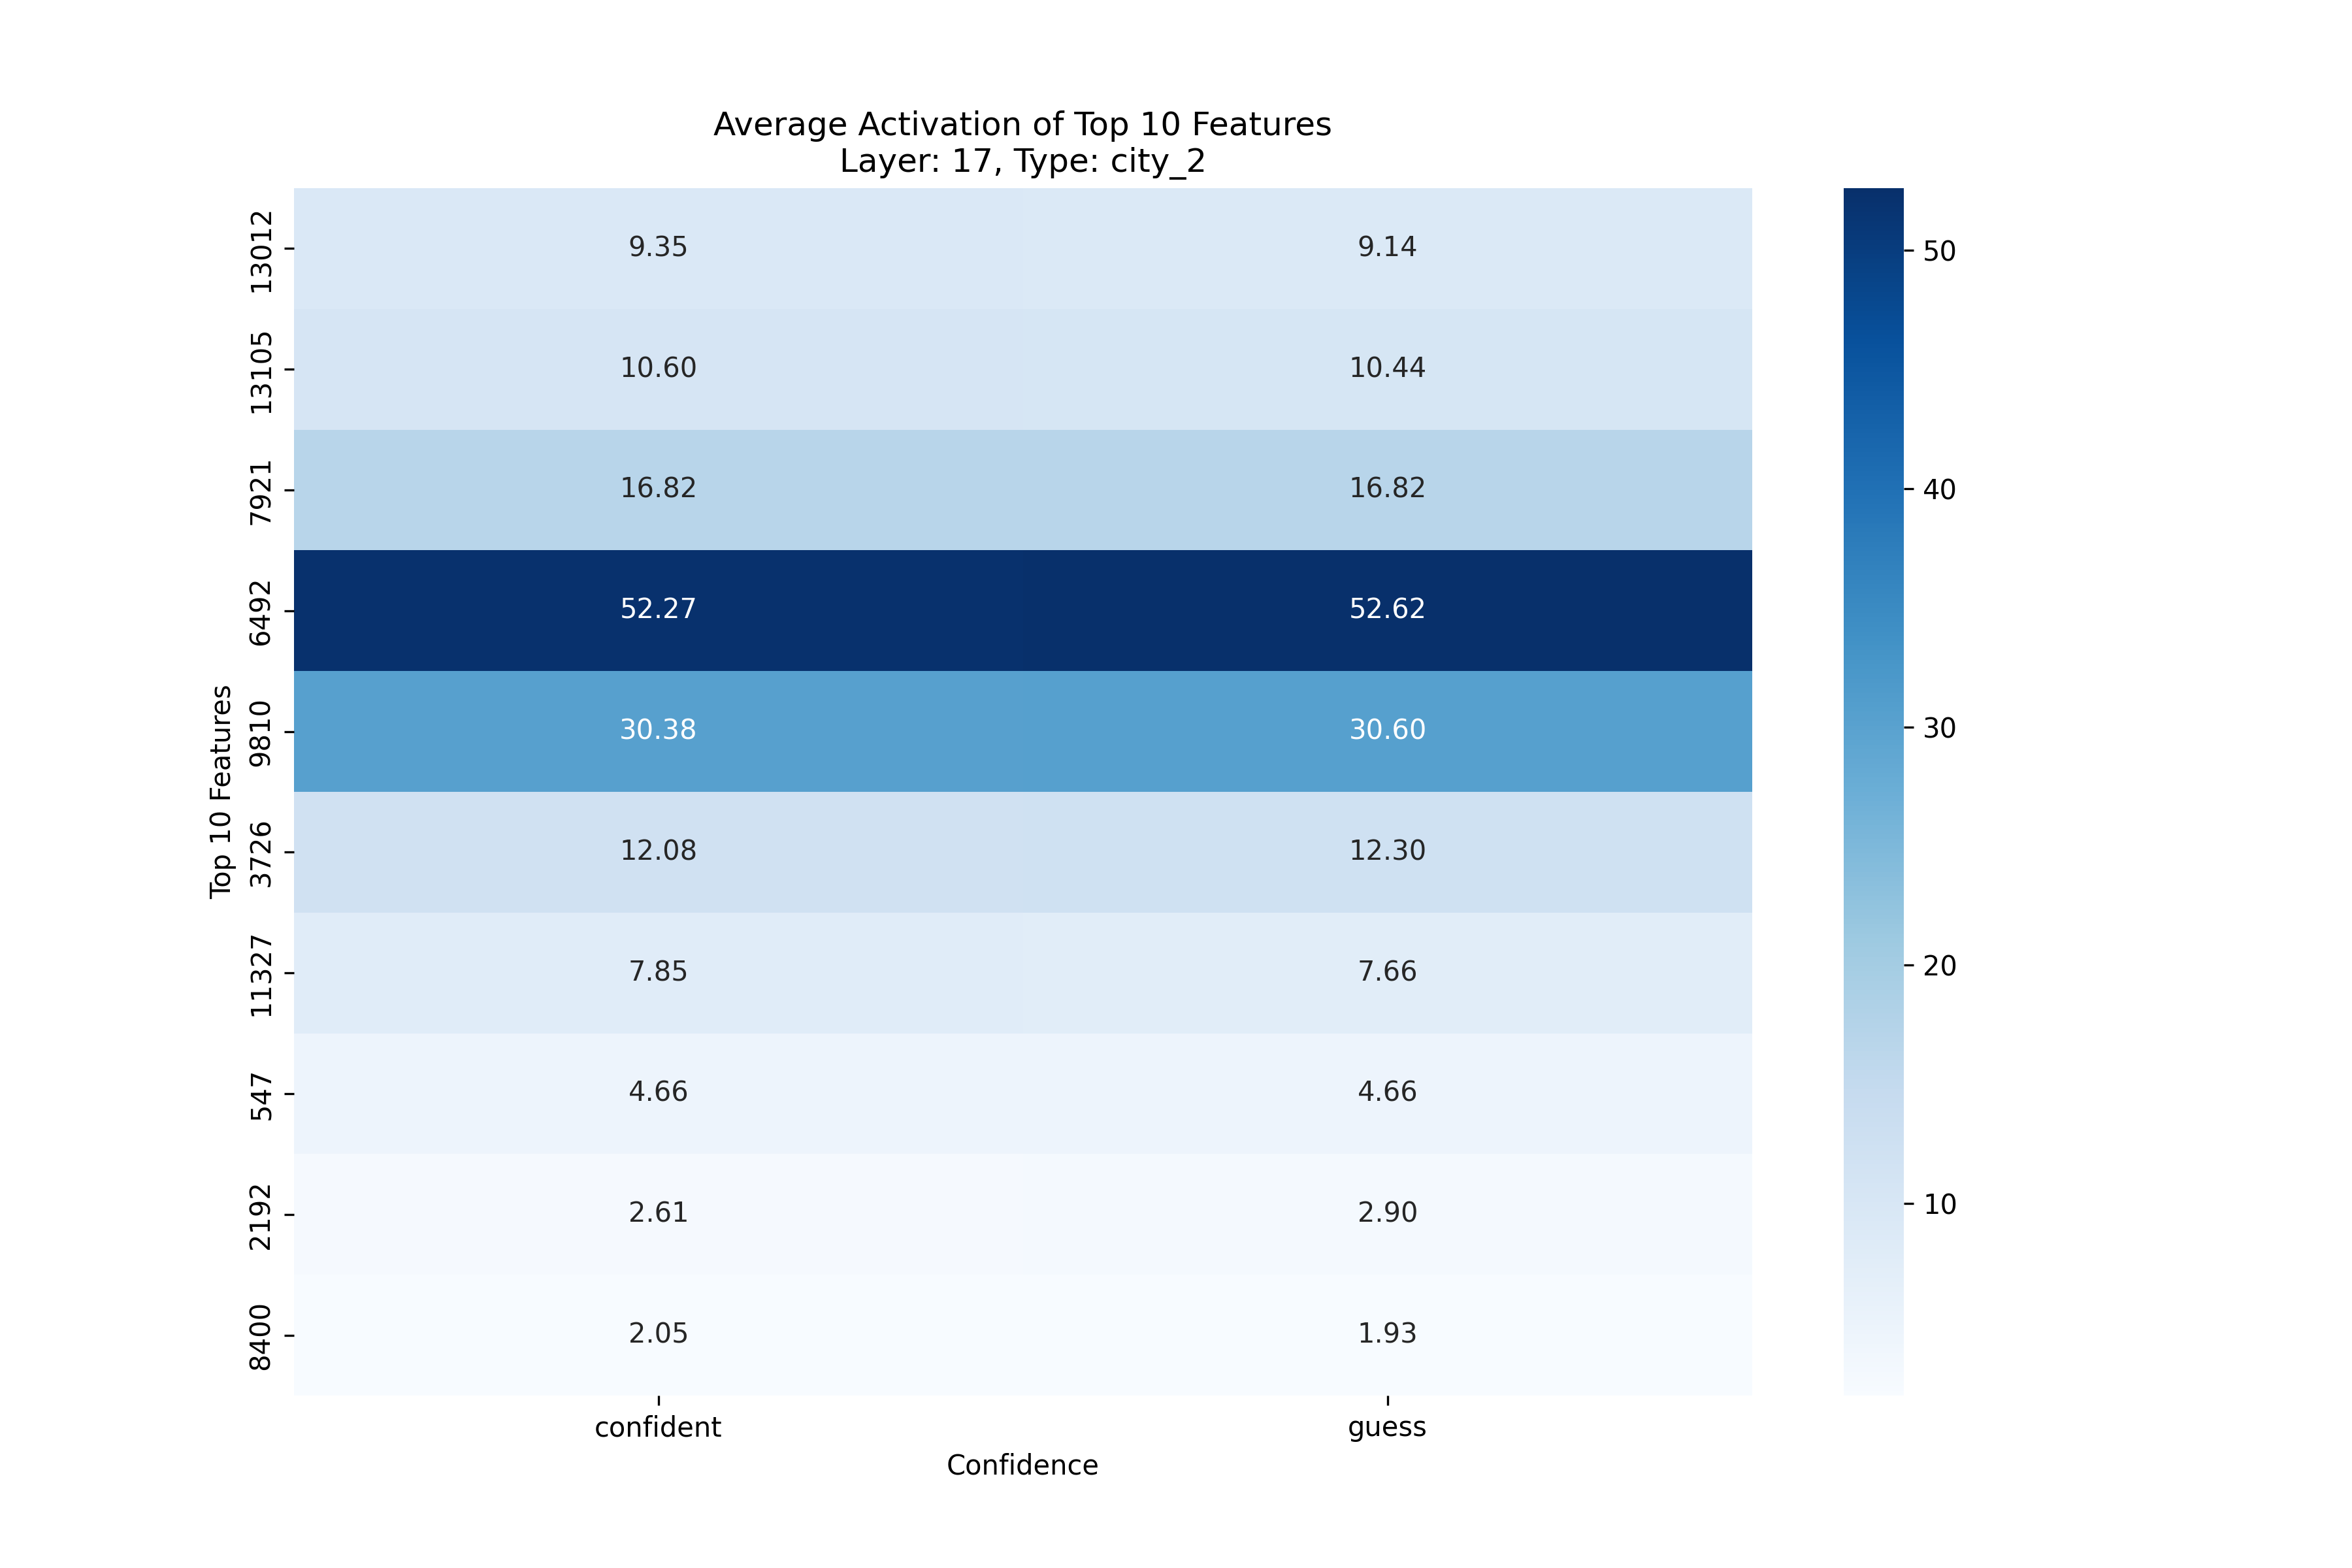 Average Activation of Top 10 Features
Layer: 17, Type: city_2
Top 10 Features
13012 9.35 9.14
13105 10.60 10.44
7921 16.82 16.82
6492 52.27 52.62
9810 30.38 30.60
3726 12.08 12.30
11327 7.85 7.66
547 4.66 4.66
2192 2.61 2.90
8400 2.05 1.93
confident guess
Confidence
50
40
30
20
10